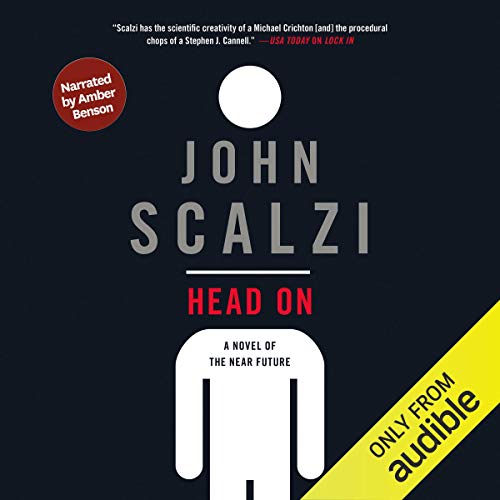 “Scalzi has the scientific creativity of a Michael Crichton [and] the procedural
chops of a Stephen J. Cannell.” —USA TODAY ON LOCK IN
Narrated
by Amber
Benson
JOHN
SCALZI
HEAD ON
A NOVEL OF
THE NEAR FUTURE
ONLY FROM
audible